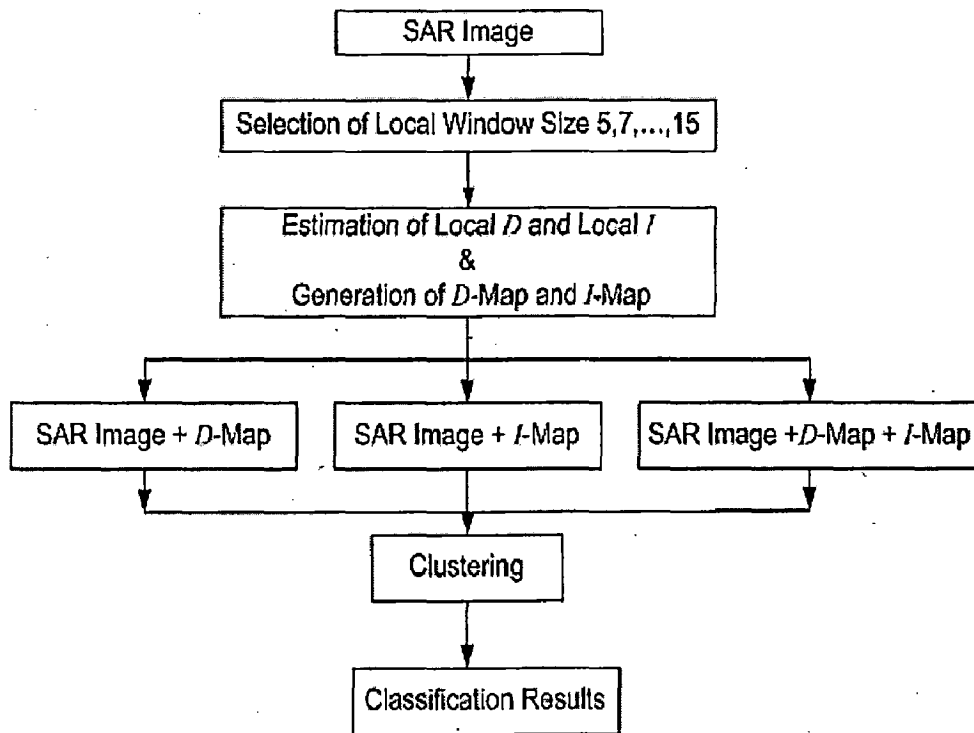 SAR Image
Selection of Local Window Size 5,7,...,15
Estimation of Local D and Local I
&
Generation of D-Map and I-Map
SAR Image + D-Map
SAR Image + I-Map
SAR Image +D-Map + I-Map
Clustering
Classification Results